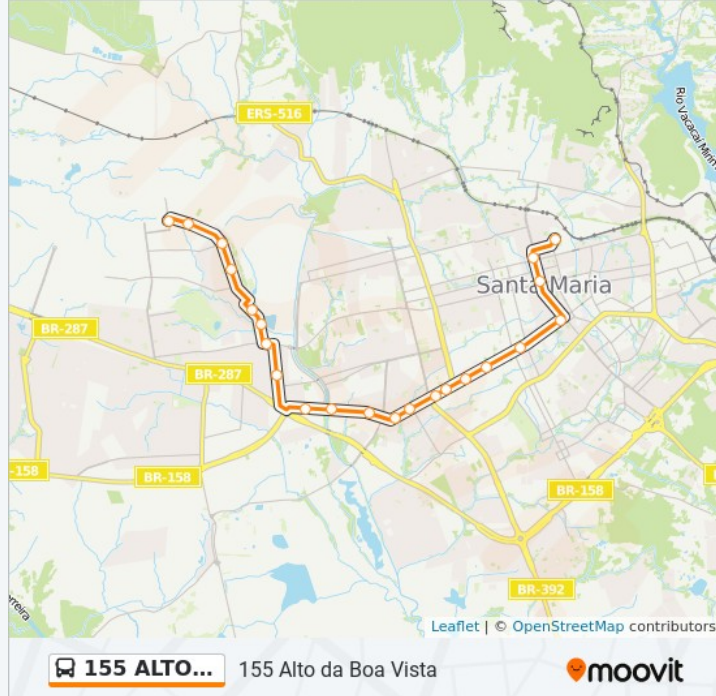 ERS-516
Rio Vacacaí Mirim
Santa Maria
BR-287
BR-287
-158
BR-158
BR-158
BR-392
Leaflet | © OpenStreetMap contributors
155 ALTO... 155 Alto da Boa Vista
moovit